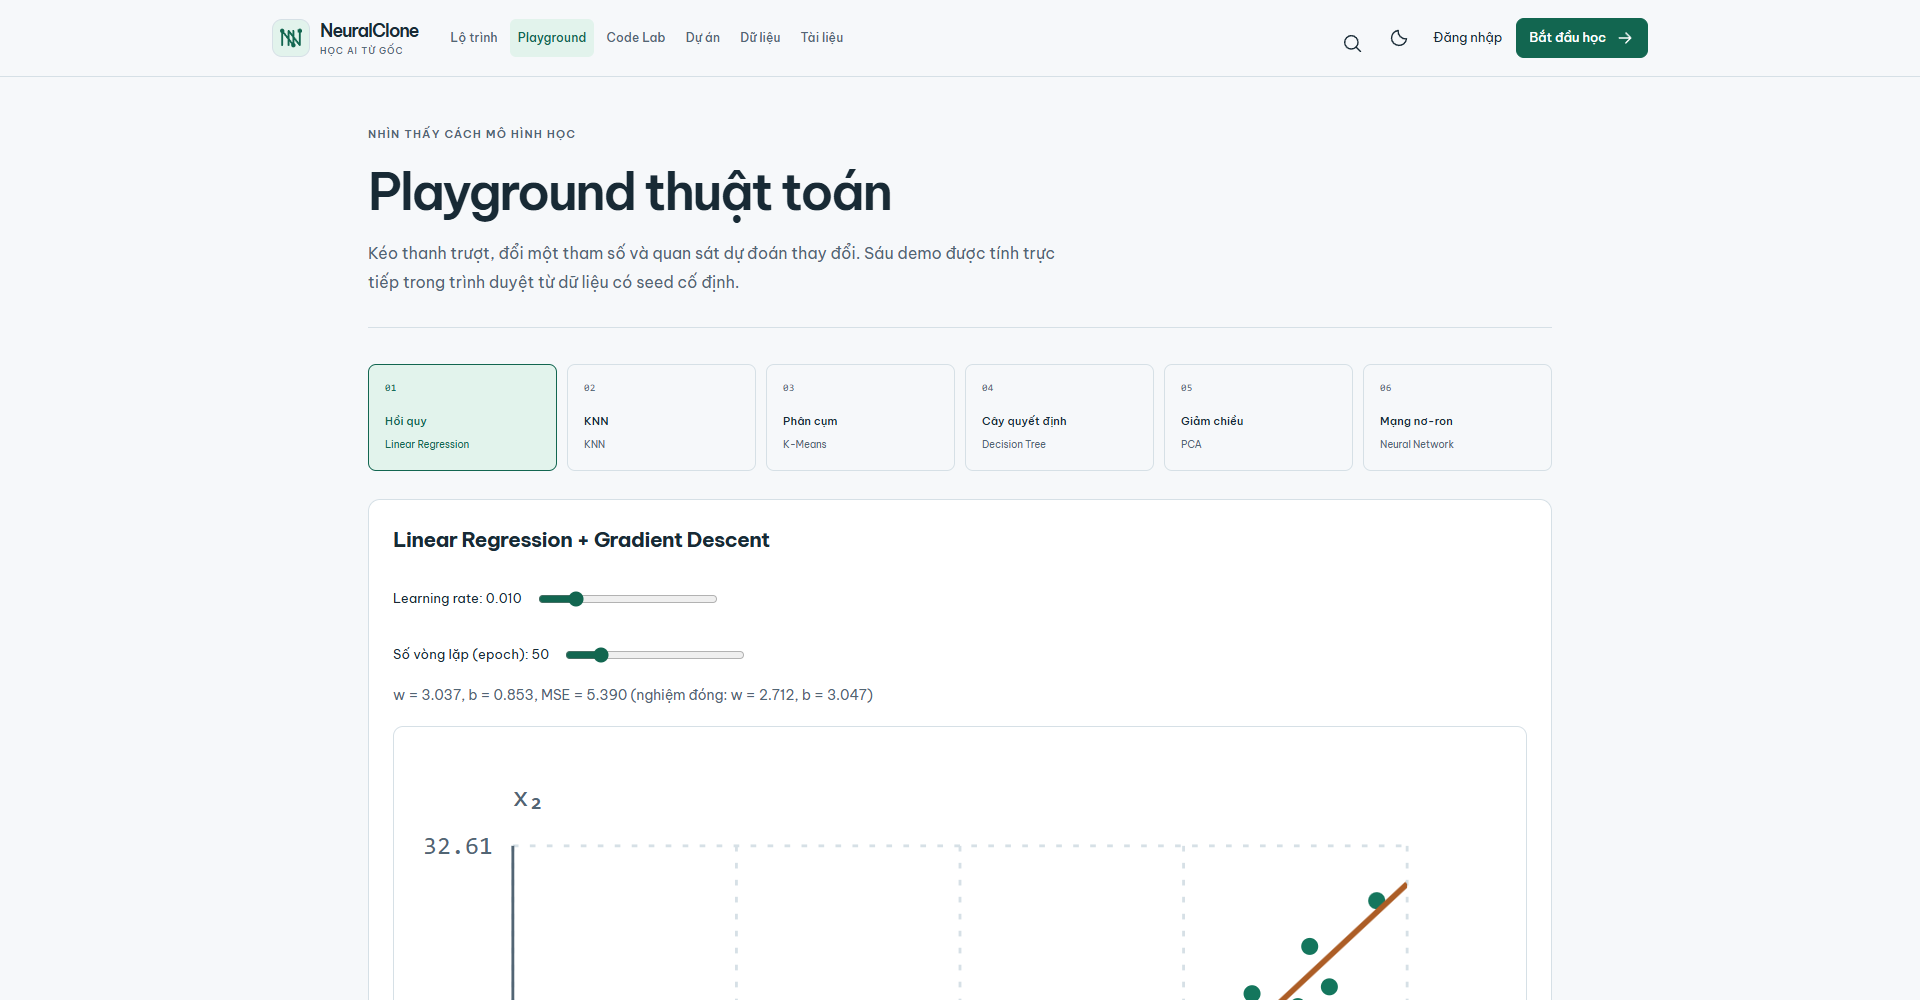 NeuralClone
HỌC AI TỪ GỐC
Lộ trình
Playground
Code Lab
Dự án
Dữ liệu
Tài liệu
Đăng nhập
Bắt đầu học
NHÌN THẤY CÁCH MÔ HÌNH HỌC
Playground thuật toán
Kéo thanh trượt, đổi một tham số và quan sát dự đoán thay đổi. Sáu demo được tính trực
tiếp trong trình duyệt từ dữ liệu có seed cố định.
01
Hồi quy
Linear Regression
02
KNN
KNN
03
Phân cụm
K-Means
04
Cây quyết định
Decision Tree
05
Giảm chiều
PCA
06
Mạng nơ-ron
Neural Network
Linear Regression + Gradient Descent
Learning rate: 0.010
Số vòng lặp (epoch): 50
w = 3.037, b = 0.853, MSE = 5.390 (nghiệm đóng: w = 2.712, b = 3.047)
x₂
32.61